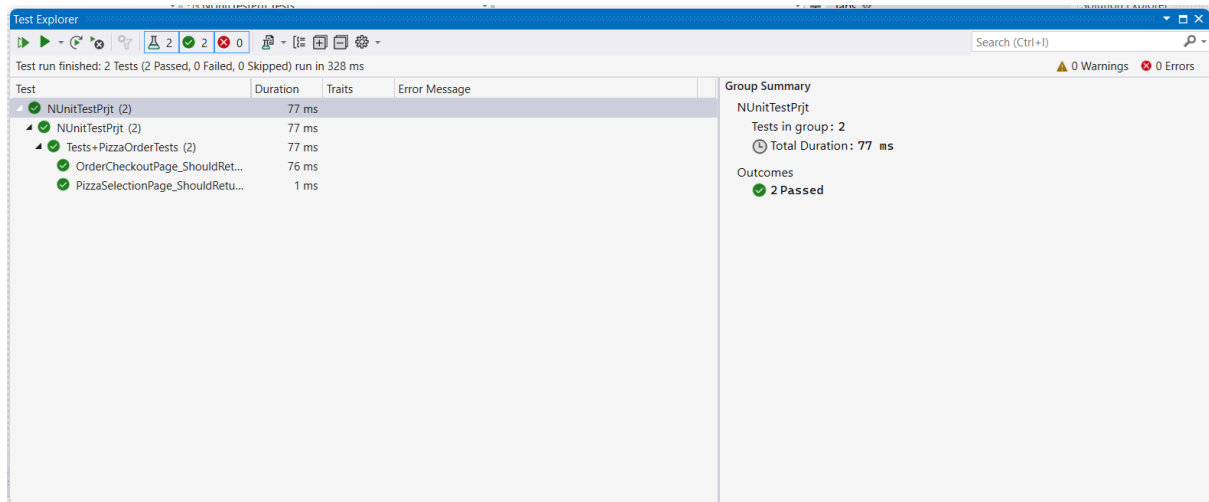 Test Explorer
2 2 0
Search (Ctrl+I)
Test run finished: 2 Tests (2 Passed, 0 Failed, 0 Skipped) run in 328 ms
0 Warnings 0 Errors
Test Duration Traits Error Message
NUnitTestPrjt (2) 77 ms
NUnitTestPrjt (2) 77 ms
Tests+PizzaOrderTests (2) 77 ms
OrderCheckoutPage_ShouldRet... 76 ms
PizzaSelectionPage_ShouldRetu... 1 ms
Group Summary
NUnitTestPrjt
Tests in group: 2
Total Duration: 77 ms
Outcomes
2 Passed